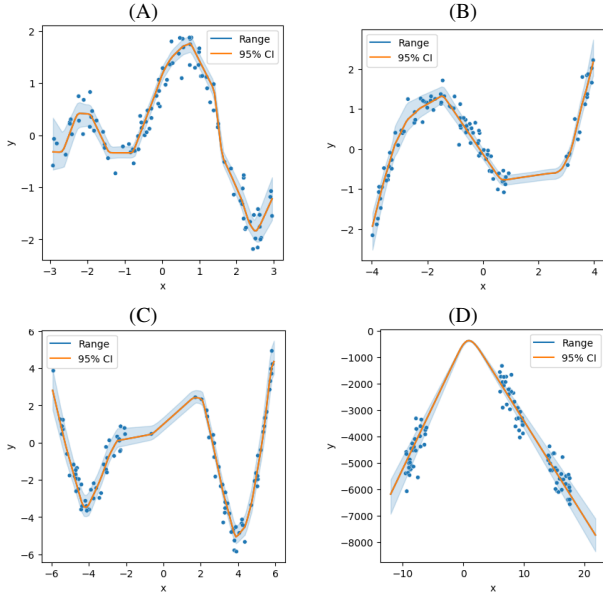 (A)
2
1
0
−1
−2
y
−3 −2 −1 0 1 2 3
x
Range
95% CI
(B)
2
1
0
−1
−2
y
−4 −2 0 2 4
x
Range
95% CI
(C)
6
4
2
0
−2
−4
−6
y
−6 −4 −2 0 2 4 6
x
Range
95% CI
(D)
0
−1000
−2000
−3000
−4000
−5000
−6000
−7000
−8000
y
−10 0 10 20
x
Range
95% CI